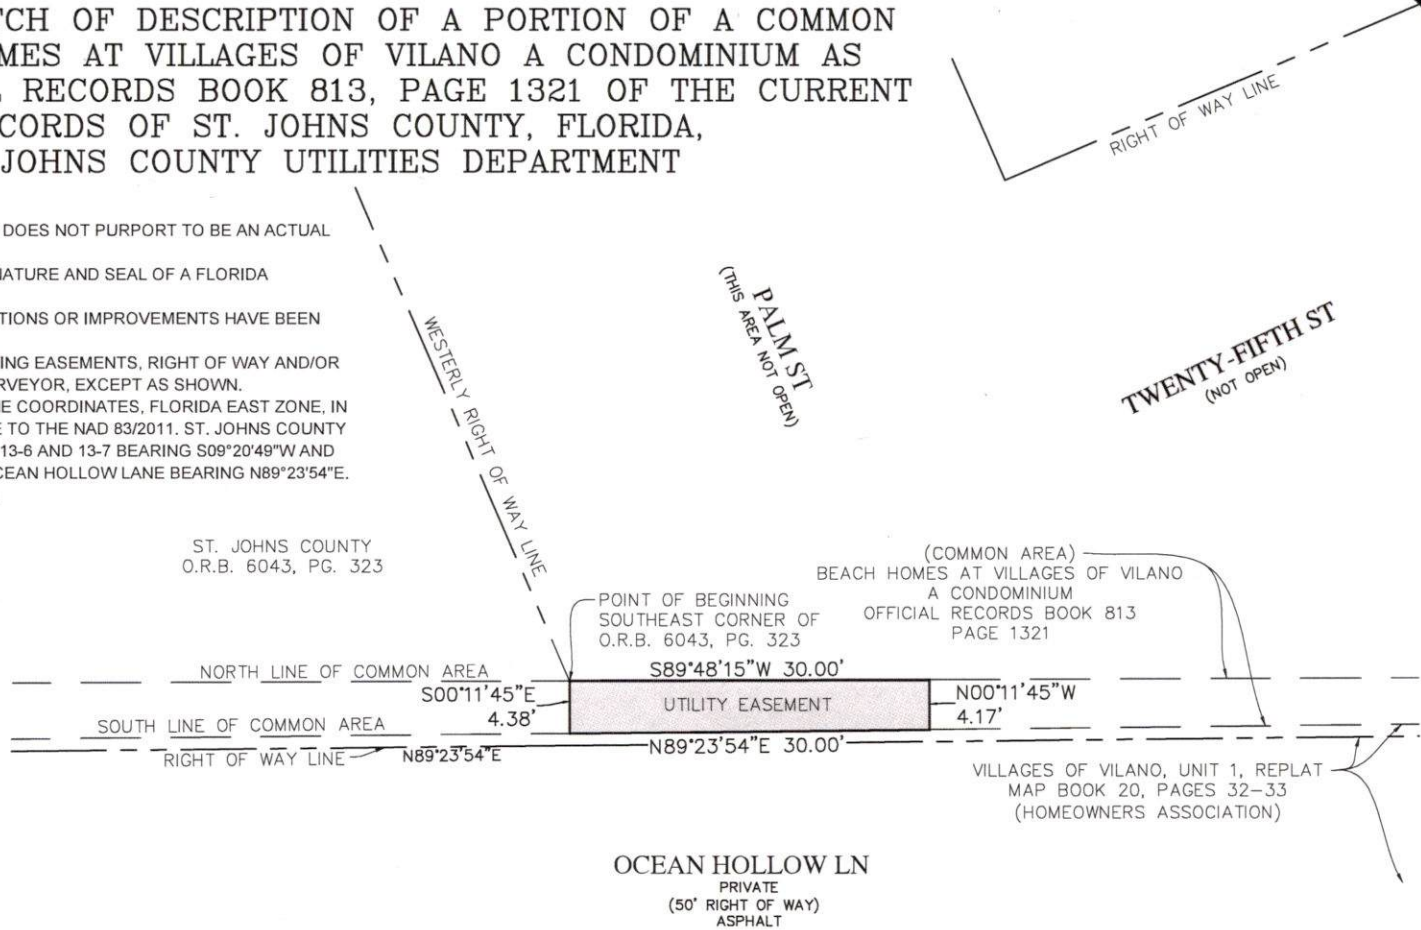 TCH OF DESCRIPTION OF A PORTION OF A COMMON
MES AT VILLAGES OF VILANO A CONDOMINIUM AS
RECORDS BOOK 813, PAGE 1321 OF THE CURRENT
CORDS OF ST. JOHNS COUNTY, FLORIDA,
JOHNS COUNTY UTILITIES DEPARTMENT
RIGHT OF WAY LINE
DOES NOT PURPORT TO BE AN ACTUAL
NATURE AND SEAL OF A FLORIDA
TIONS OR IMPROVEMENTS HAVE BEEN
ING EASEMENTS, RIGHT OF WAY AND/OR
RVEYOR, EXCEPT AS SHOWN.
NE COORDINATES, FLORIDA EAST ZONE, IN
E TO THE NAD 83/2011. ST. JOHNS COUNTY
13-6 AND 13-7 BEARING S09°20'49"W AND
CEAN HOLLOW LANE BEARING N89°23'54"E.
WESTERLY RIGHT OF WAY LINE
PALM ST
(THIS AREA NOT OPEN)
TWENTY-FIFTH ST
(NOT OPEN)
ST. JOHNS COUNTY
O.R.B. 6043, PG. 323
POINT OF BEGINNING
SOUTHEAST CORNER OF
O.R.B. 6043, PG. 323
(COMMON AREA)
BEACH HOMES AT VILLAGES OF VILANO
A CONDOMINIUM
OFFICIAL RECORDS BOOK 813
PAGE 1321
NORTH LINE OF COMMON AREA
S89°48'15"W 30.00'
S00°11'45"E
4.38'
UTILITY EASEMENT
N00°11'45"W
4.17'
SOUTH LINE OF COMMON AREA
RIGHT OF WAY LINE
N89°23'54"E
N89°23'54"E 30.00'
VILLAGES OF VILANO, UNIT 1, REPLAT
MAP BOOK 20, PAGES 32-33
(HOMEOWNERS ASSOCIATION)
OCEAN HOLLOW LN
PRIVATE
(50' RIGHT OF WAY)
ASPHALT